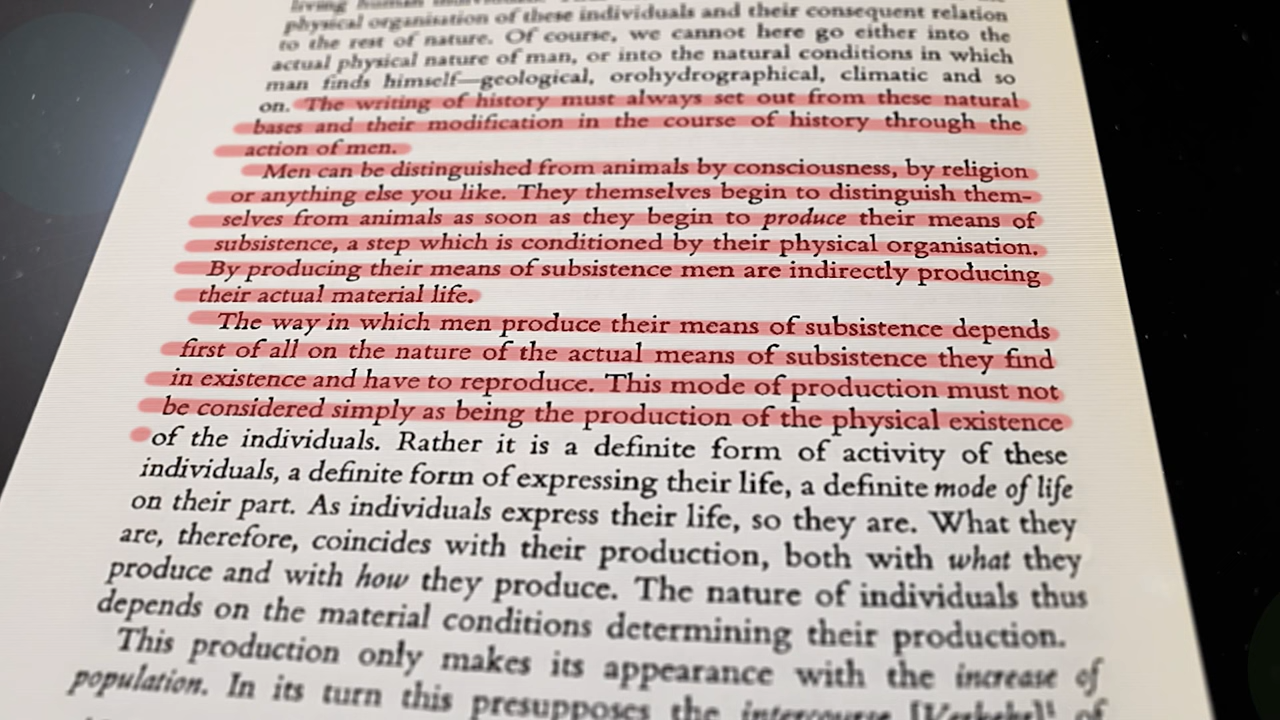 living human individuals.
physical organisation of these individuals and their consequent relation
to the rest of nature. Of course, we cannot here go either into the
actual physical nature of man, or into the natural conditions in which
man finds himself—geological, orohydrographical, climatic and so
on. The writing of history must always set out from these natural
bases and their modification in the course of history through the
action of men.
Men can be distinguished from animals by consciousness, by religion
or anything else you like. They themselves begin to distinguish them-
selves from animals as soon as they begin to produce their means of
subsistence, a step which is conditioned by their physical organisation.
By producing their means of subsistence men are indirectly producing
their actual material life.
The way in which men produce their means of subsistence depends
first of all on the nature of the actual means of subsistence they find
in existence and have to reproduce. This mode of production must not
be considered simply as being the production of the physical existence
of the individuals. Rather it is a definite form of activity of these
individuals, a definite form of expressing their life, a definite mode of life
on their part. As individuals express their life, so they are. What they
are, therefore, coincides with their production, both with what they
produce and with how they produce. The nature of individuals thus
depends on the material conditions determining their production.
This production only makes its appearance with the increase of
population. In its turn this presupposes the intercourse [Verkehr]¹ of